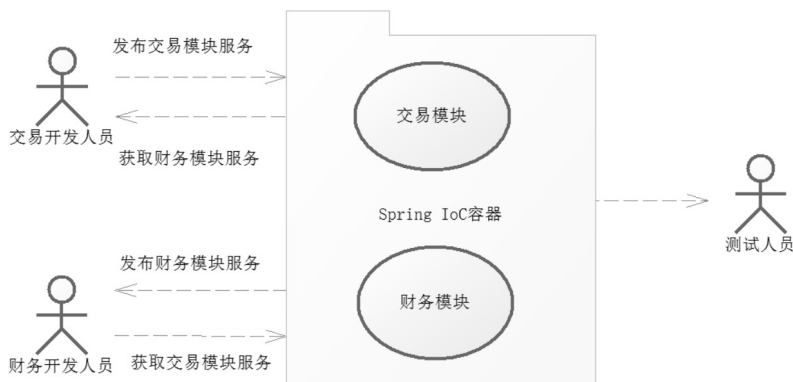 发布交易模块服务
交易模块
交易开发人员
获取财务模块服务
Spring IoC容器
测试人员
发布财务模块服务
财务模块
财务开发人员
获取交易模块服务